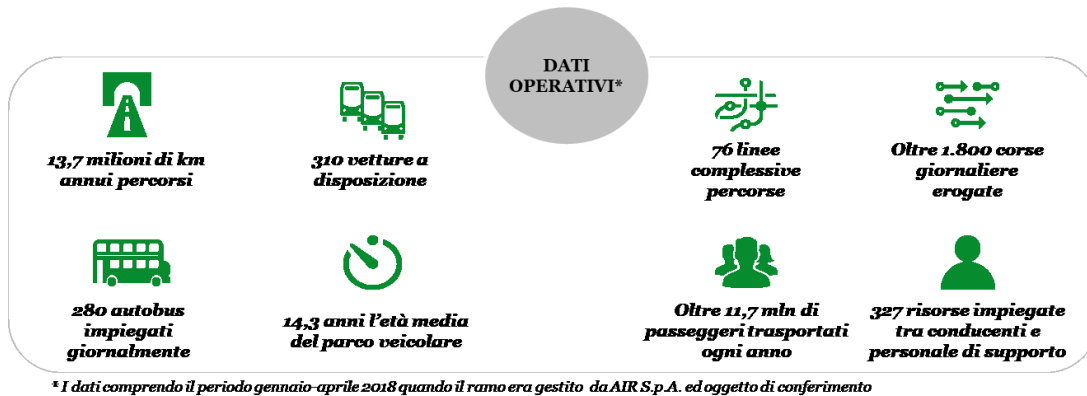 DATI
OPERATIVI*
13,7 milioni di km
annui percorsi
310 vetture a
disposizione
76 linee
complessive
percorse
Oltre 1.800 corse
giornaliere
erogate
280 autobus
impiegati
giornalmente
14,3 anni l'età media
del parco veicolare
Oltre 11,7 mln di
passeggeri trasportati
ogni anno
327 risorse impiegate
tra conducenti e
personale di supporto
* I dati comprendo il periodo gennaio-aprile 2018 quando il ramo era gestito da AIR S.p.A. ed oggetto di conferimento